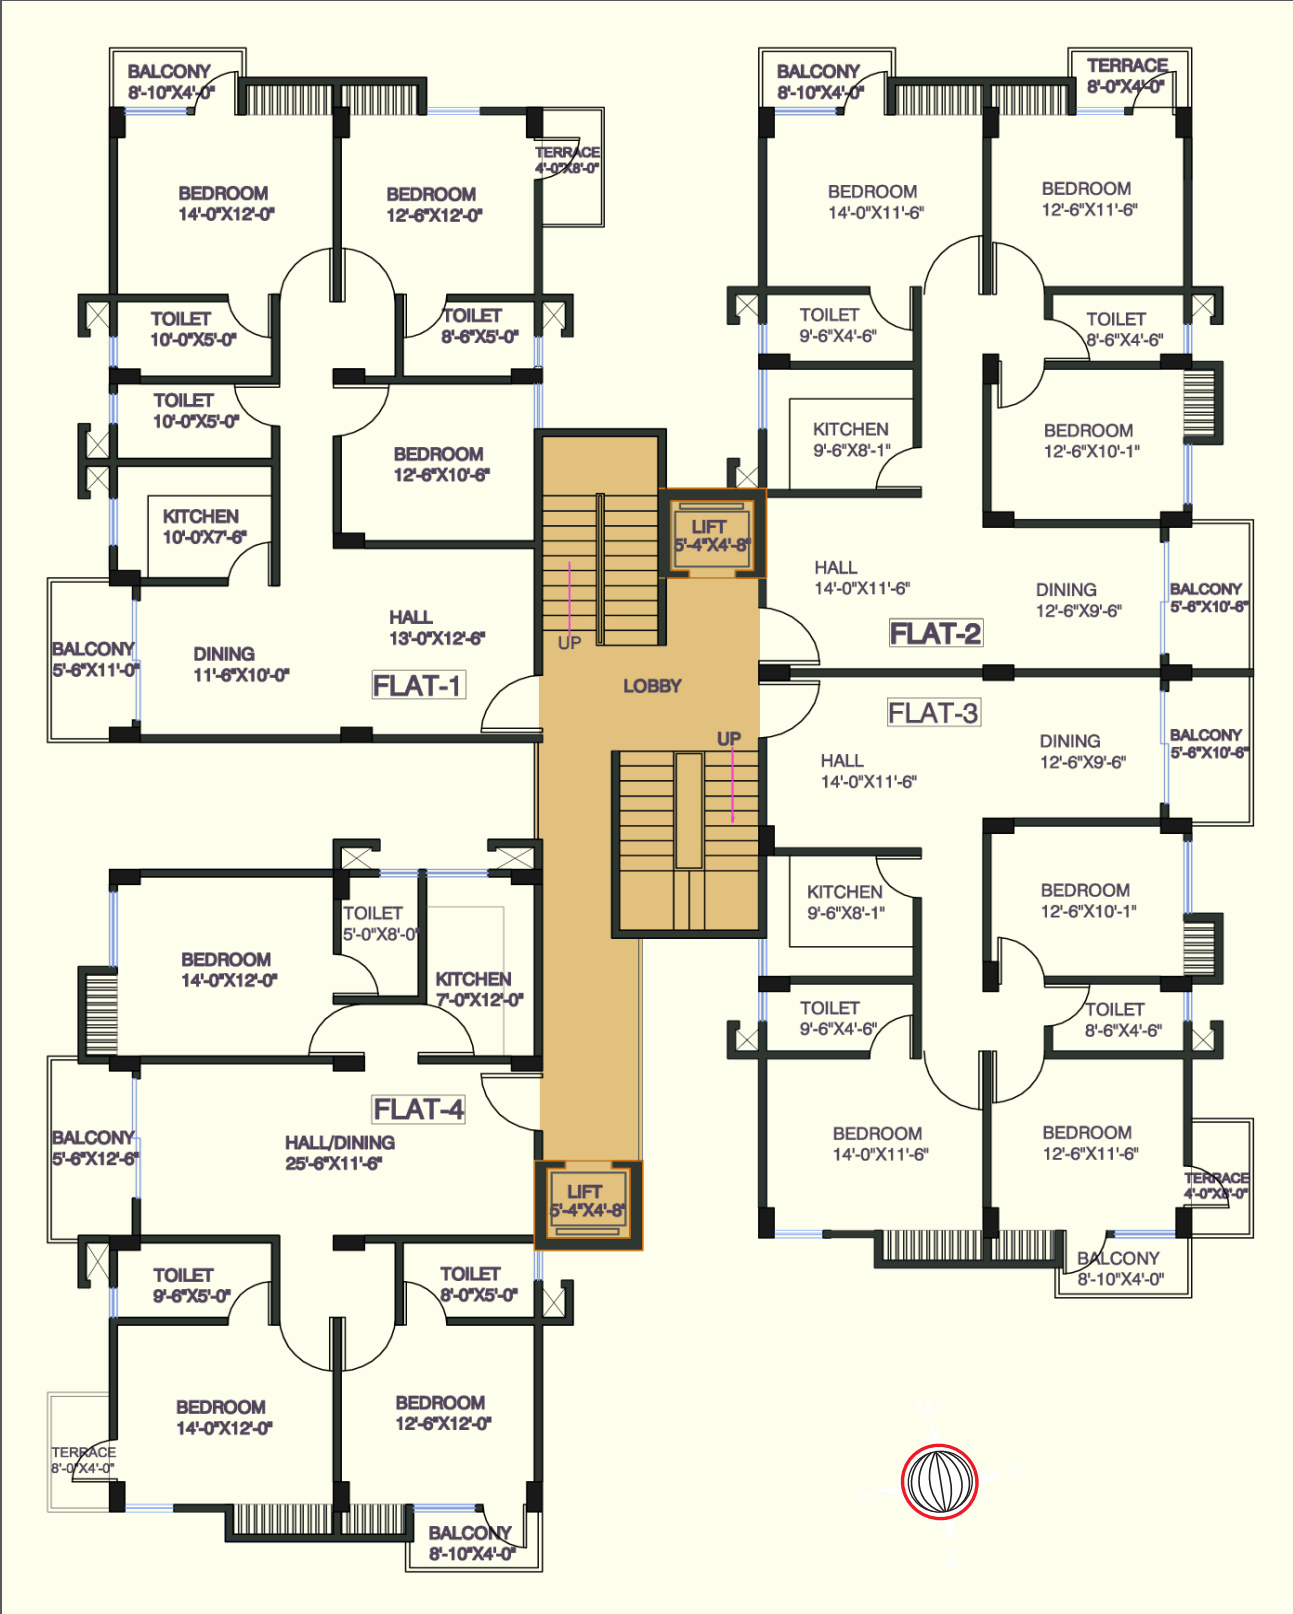 BALCONY
8'-10"X4'-0"
BEDROOM
14'-0"X12'-0"
BEDROOM
12'-6"X12'-0"
TERRACE
4'-0"X8'-0"
TOILET
10'-0"X5'-0"
TOILET
8'-6"X5'-0"
TOILET
10'-0"X5'-0"
BEDROOM
12'-6"X10'-6"
KITCHEN
10'-0"X7'-6"
HALL
13'-0"X12'-6"
BALCONY
5'-6"X11'-0"
DINING
11'-6"X10'-0"
FLAT-1
UP
LIFT
5'-4"X4'-8"
LOBBY
UP
BALCONY
8'-10"X4'-0"
TERRACE
8'-0"X4'-0"
BEDROOM
14'-0"X11'-6"
BEDROOM
12'-6"X11'-6"
TOILET
9'-6"X4'-6"
TOILET
8'-6"X4'-6"
KITCHEN
9'-6"X8'-1"
BEDROOM
12'-6"X10'-1"
HALL
14'-0"X11'-6"
DINING
12'-6"X9'-6"
BALCONY
5'-6"X10'-6"
FLAT-2
FLAT-3
HALL
14'-0"X11'-6"
DINING
12'-6"X9'-6"
BALCONY
5'-6"X10'-6"
KITCHEN
9'-6"X8'-1"
BEDROOM
12'-6"X10'-1"
TOILET
9'-6"X4'-6"
TOILET
8'-6"X4'-6"
BEDROOM
14'-0"X11'-6"
BEDROOM
12'-6"X11'-6"
TERRACE
4'-0"X8'-0"
BALCONY
8'-10"X4'-0"
BEDROOM
14'-0"X12'-0"
TOILET
5'-0"X8'-0"
KITCHEN
7'-0"X12'-0"
FLAT-4
BALCONY
5'-6"X12'-6"
HALL/DINING
25'-6"X11'-6"
LIFT
5'-4"X4'-8"
TOILET
9'-6"X5'-0"
TOILET
8'-0"X5'-0"
BEDROOM
14'-0"X12'-0"
BEDROOM
12'-6"X12'-0"
TERRACE
8'-0"X4'-0"
BALCONY
8'-10"X4'-0"